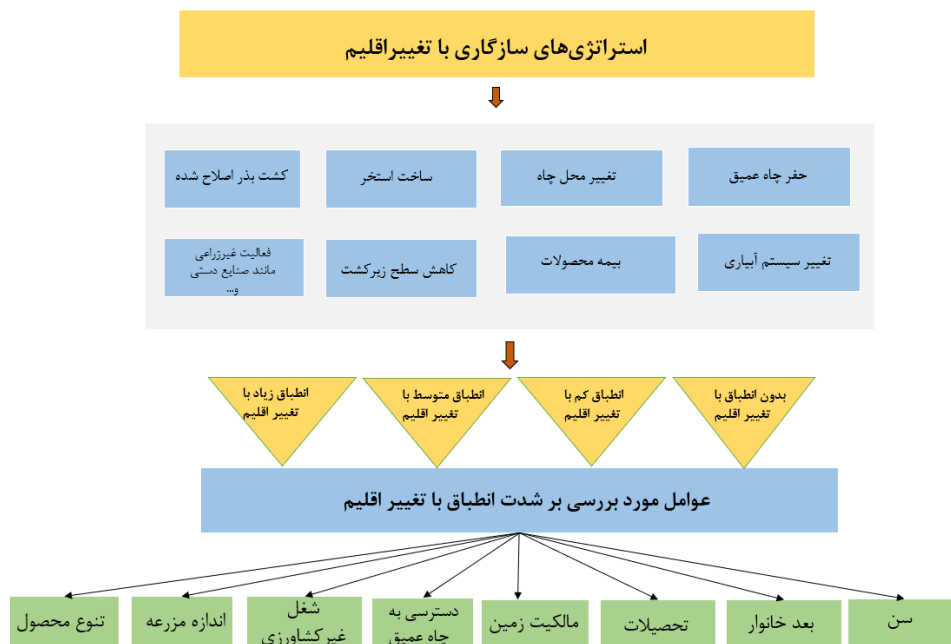 استراتژی‌های سازگاری با تغییراقلیم
حفر چاه عمیق
تغییر محل چاه
ساخت استخر
کشت بذر اصلاح شده
تغییر سیستم آبیاری
بیمه محصولات
کاهش سطح زیرکشت
فعالیت غیرزراعی
مانند صنایع دستی
و...
بدون انطباق با
تغییر اقلیم
انطباق کم با
تغییر اقلیم
انطباق متوسط با
تغییر اقلیم
انطباق زیاد با
تغییر اقلیم
عوامل مورد بررسی بر شدت انطباق با تغییر اقلیم
سن
بعد خانوار
تحصیلات
مالکیت زمین
دسترسی به
چاه عمیق
شغل
غیرکشاورزی
اندازه مزرعه
تنوع محصول